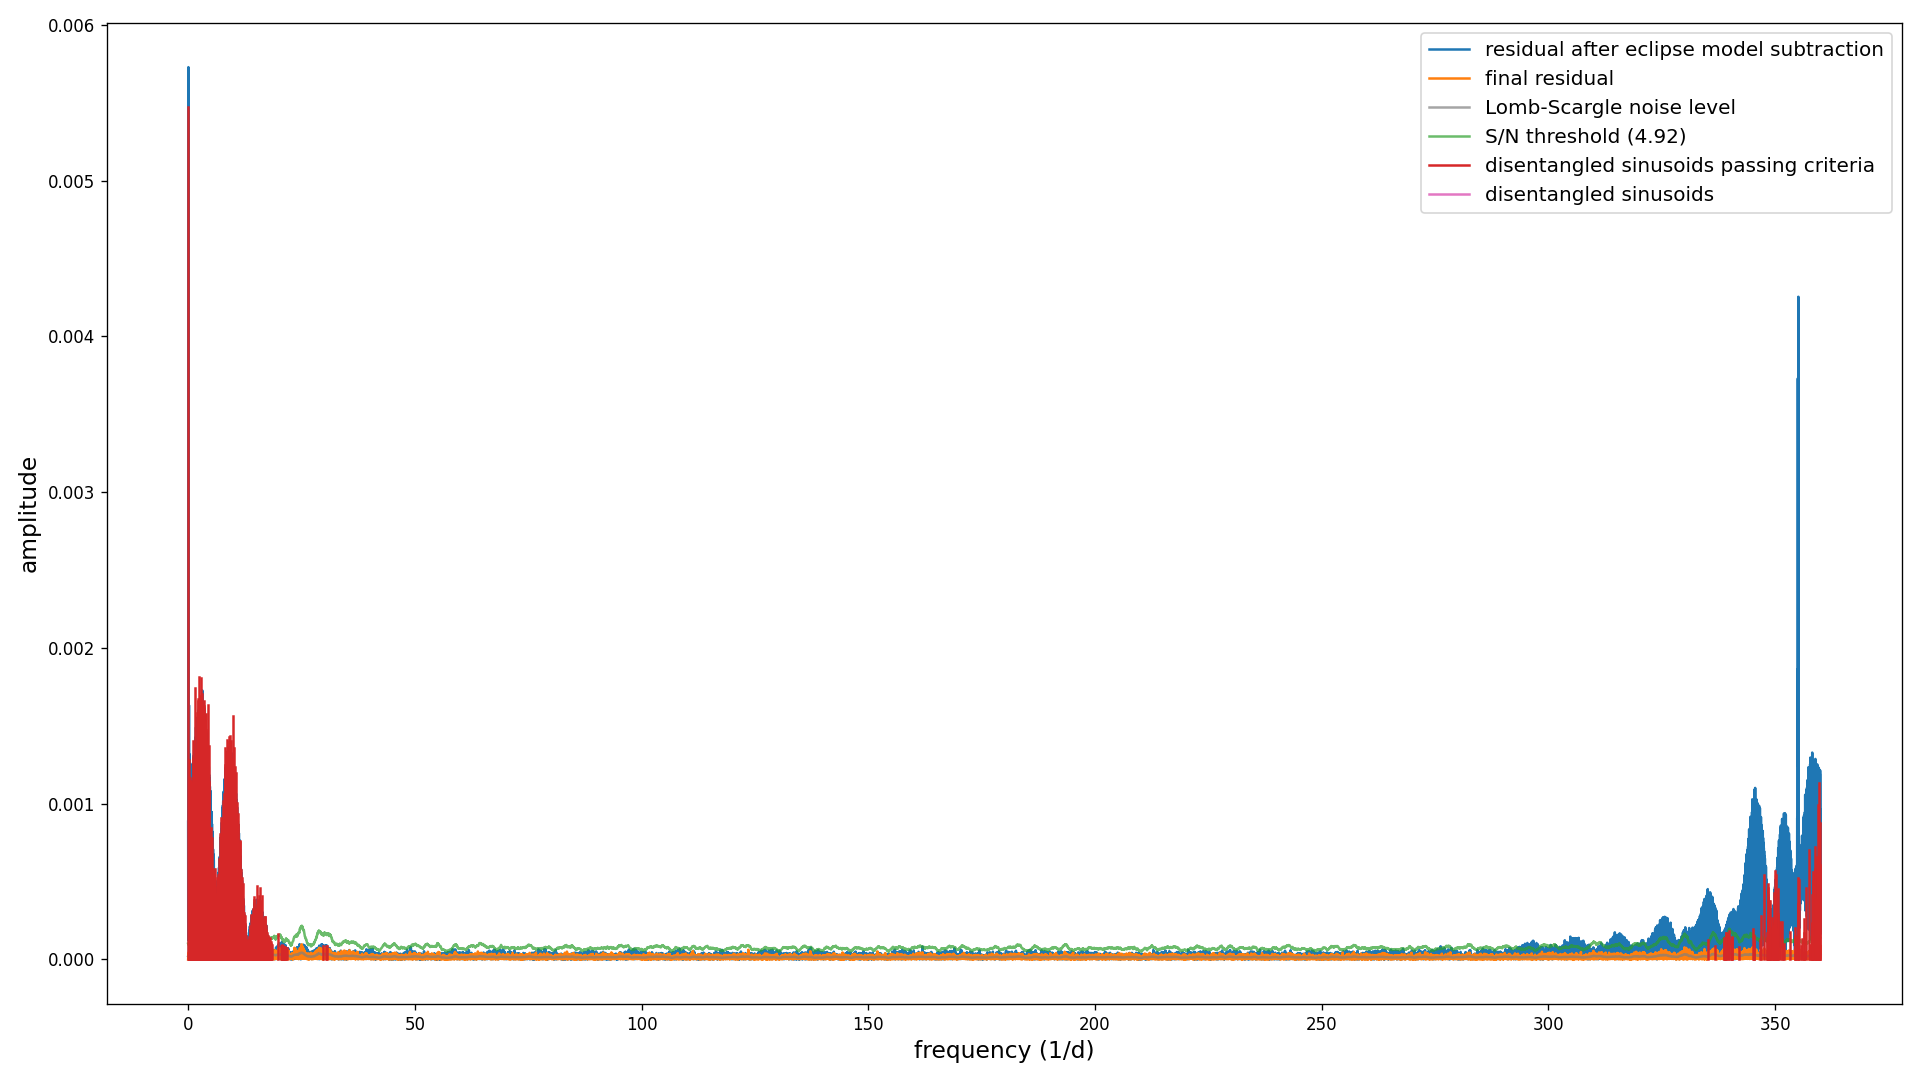 0.006
0.005
0.004
0.003
0.002
0.001
0.000
amplitude
0
50
100
150
200
250
300
350
frequency (1/d)
residual after eclipse model subtraction
final residual
Lomb-Scargle noise level
S/N threshold (4.92)
disentangled sinusoids passing criteria
disentangled sinusoids